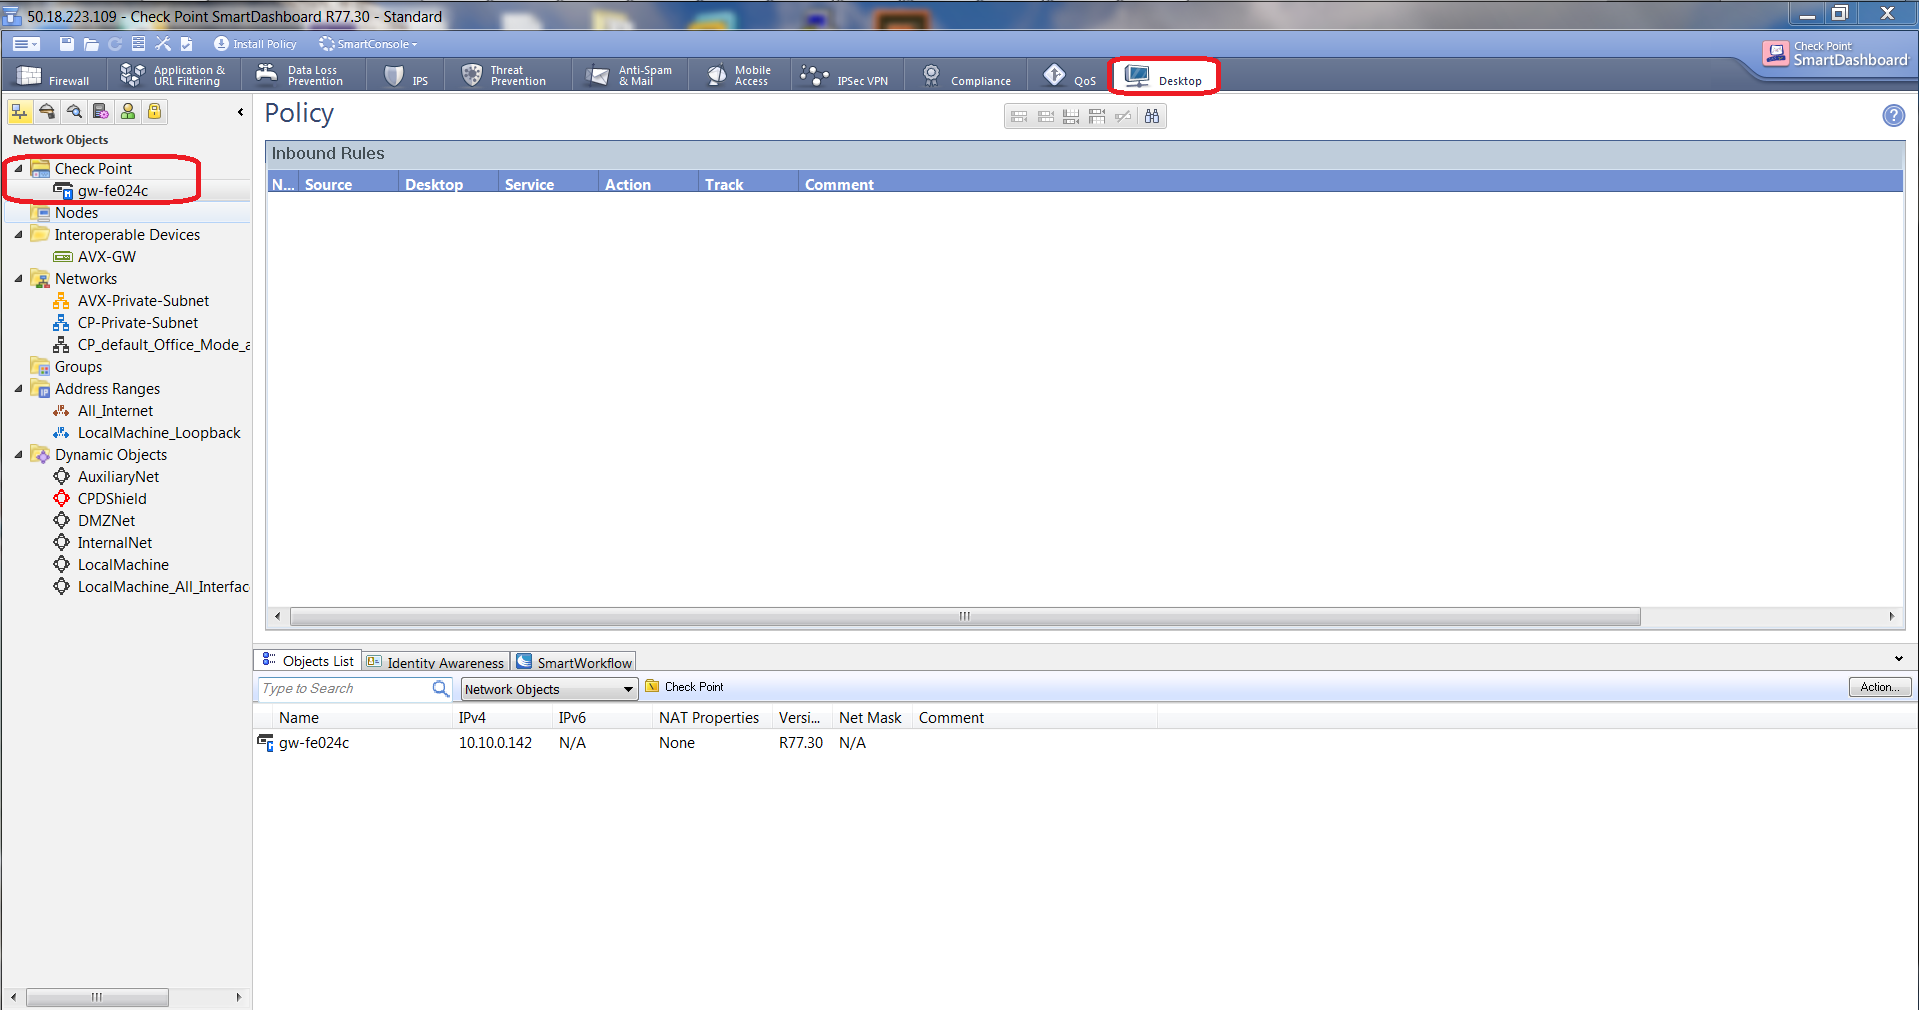 50.18.223.109 - Check Point SmartDashboard R77.30 - Standard
Install Policy
SmartConsole
Check Point
SmartDashboard
Firewall
Application &
URL Filtering
Data Loss
Prevention
IPS
Threat
Prevention
Anti-Spam
& Mail
Mobile
Access
IPSec VPN
Compliance
QoS
Desktop
Network Objects
Check Point
gw-fe024c
Nodes
Interoperable Devices
AVX-GW
Networks
AVX-Private-Subnet
CP-Private-Subnet
CP_default_Office_Mode_a
Groups
Address Ranges
All_Internet
LocalMachine_Loopback
Dynamic Objects
AuxiliaryNet
CPDShield
DMZNet
InternalNet
LocalMachine
LocalMachine_All_Interfac
Policy
Inbound Rules
N... Source Desktop Service Action Track Comment
Objects List Identity Awareness SmartWorkflow
Type to Search Network Objects Check Point Action...
Name IPv4 IPv6 NAT Properties Versi... Net Mask Comment
gw-fe024c 10.10.0.142 N/A None R77.30 N/A